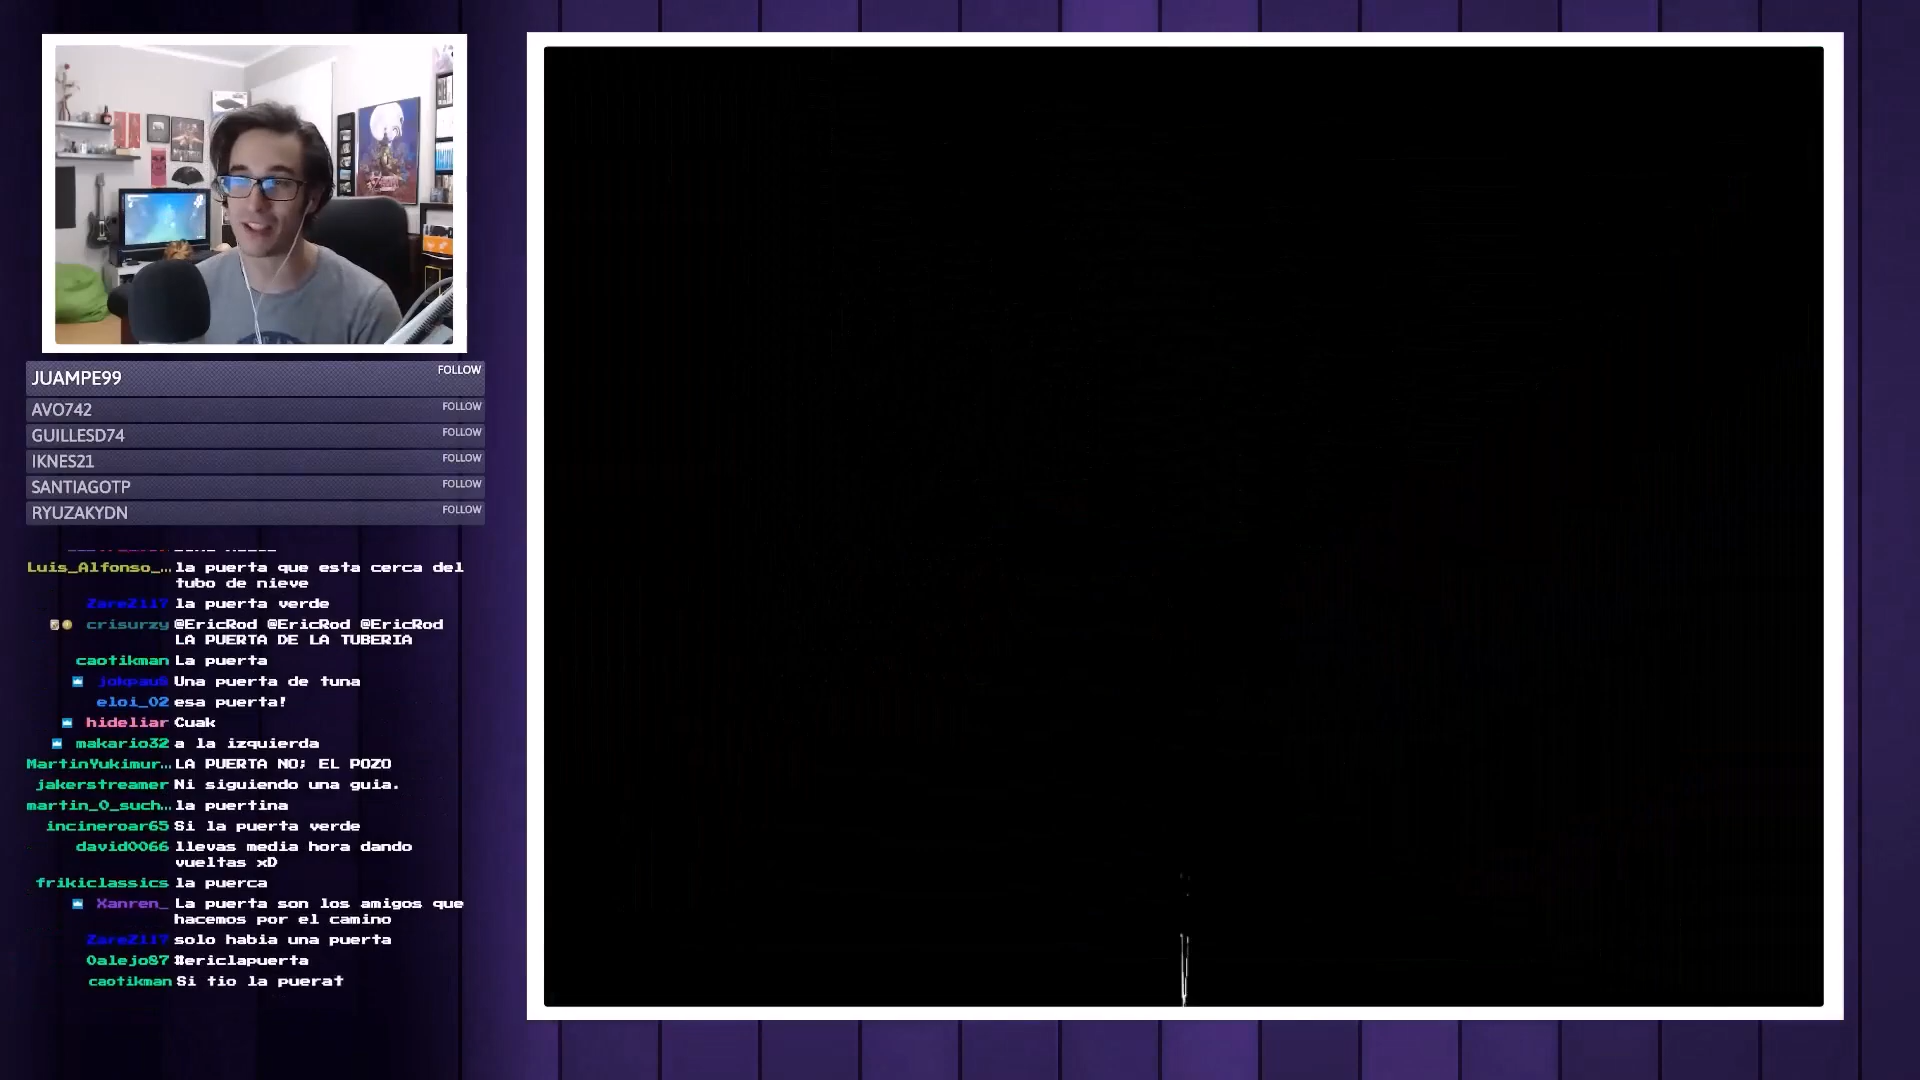 JUAMPE99 FOLLOW
AVO742 FOLLOW
GUILLESD74 FOLLOW
IKNES21 FOLLOW
SANTIAGOTP FOLLOW
RYUZAKYDN FOLLOW
Luis_Alfonso_… la puerta que esta cerca del
tubo de nieve
ZareZ117 la puerta verde
crisurzy @EricRod @EricRod @EricRod
LA PUERTA DE LA TUBERIA
caotikman La puerta
Una puerta de tuna
eloi_02 esa puerta!
hideliar Cuak
makario32 a la izquierda
MartinYukimur… LA PUERTA NO; EL POZO
jakerstreamer Ni siguiendo una guia.
martin_0_such… la puertina
incineroar65 Si la puerta verde
david0066 llevas media hora dando
vueltas xD
frikiclassics la puerca
Xanren_ La puerta son los amigos que
hacemos por el camino
ZareZ117 solo habia una puerta
0alejo87 #ericlapuerta
caotikman Si tio la puerat